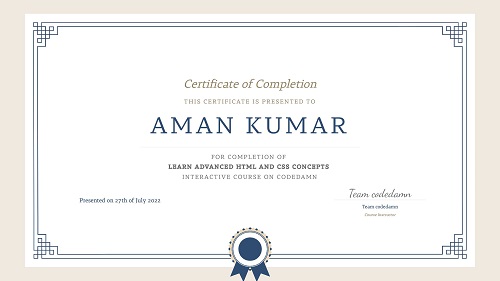 Certificate of Completion
THIS CERTIFICATE IS PRESENTED TO
AMAN KUMAR
FOR COMPLETION OF
LEARN ADVANCED HTML AND CSS CONCEPTS
INTERACTIVE COURSE ON CODEDAMN
Presented on 27th of July 2022
Team codedamn
Team codedamn
Course Instructor